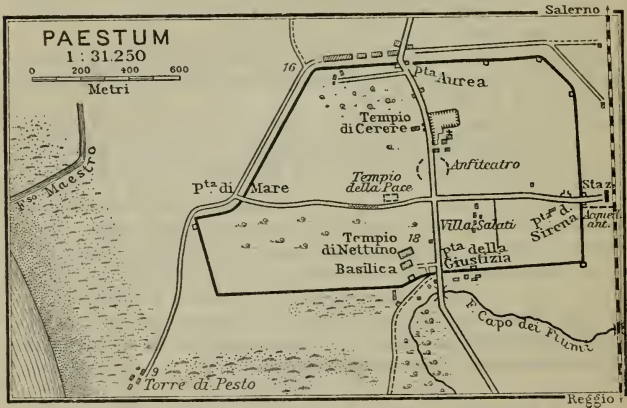 Salerno
PAESTUM
1 : 31.250
0 200 400 600
Metri
16
pta Aurea
Tempio
di Cerere
Anfiteatro
Fso Maestro
Pta di Mare
Tempio
della Pace
Staz.
Acqued.
ant.
pta d.
Sirena
Villa Salati
18
Tempio
di Nettuno
Basilica
pta della
Giustizia
F. Capo dei Fiumi
9
Torre di Pesto
Reggio